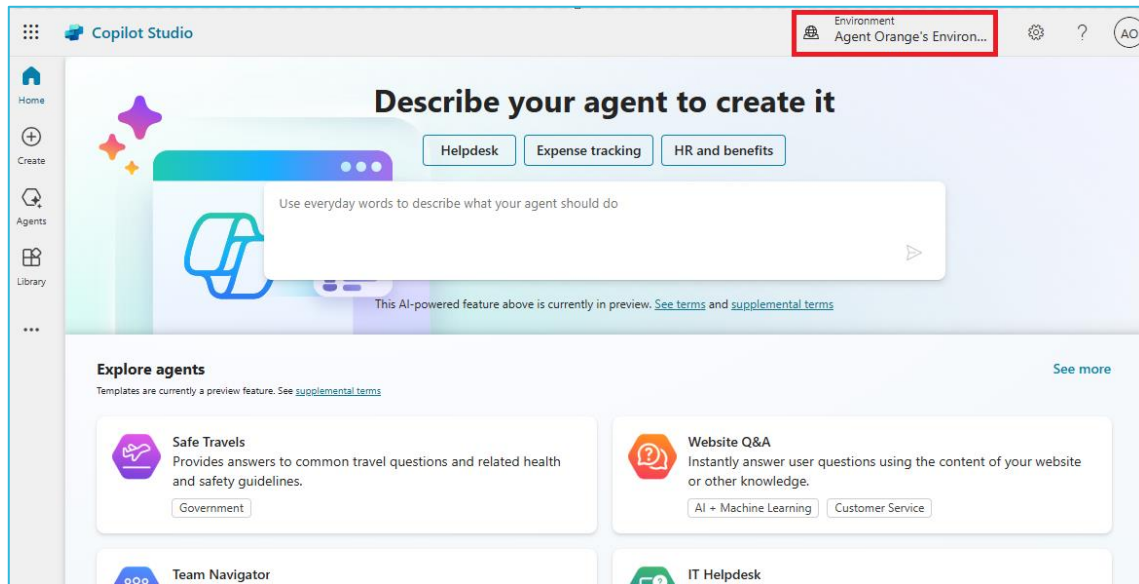 Copilot Studio
Environment
Agent Orange's Environ...
?
AO
Home
Create
Agents
Library
Describe your agent to create it
Helpdesk
Expense tracking
HR and benefits
Use everyday words to describe what your agent should do
This AI-powered feature above is currently in preview. See terms and supplemental terms
Explore agents
See more
Templates are currently a preview feature. See supplemental terms
Safe Travels
Provides answers to common travel questions and related health
and safety guidelines.
Government
Website Q&A
Instantly answer user questions using the content of your website
or other knowledge.
AI + Machine Learning
Customer Service
Team Navigator
IT Helpdesk